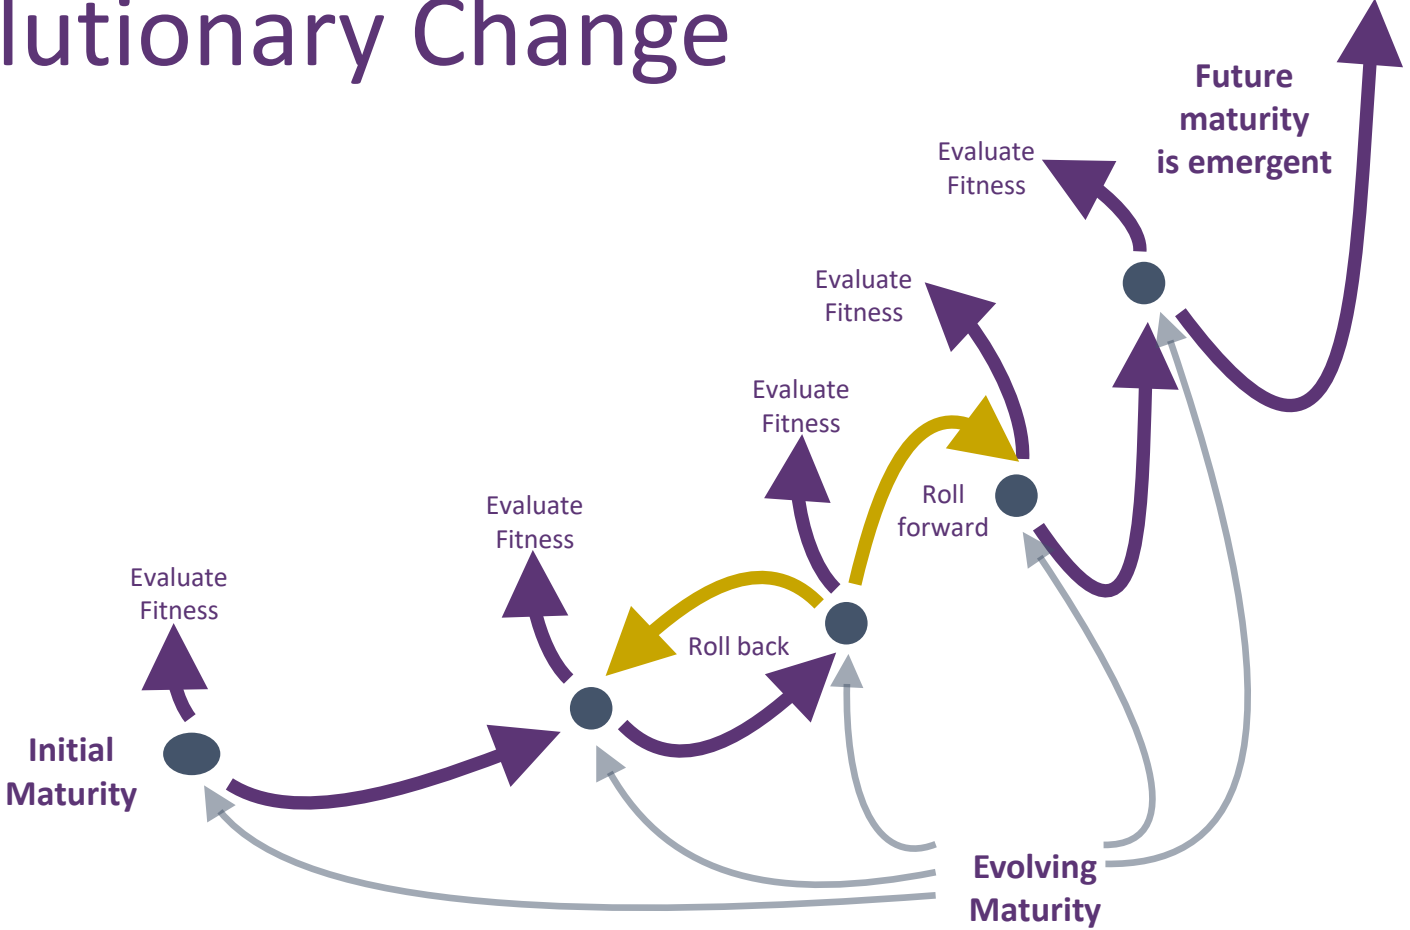 lutionary Change
Future
maturity
is emergent
Evaluate
Fitness
Evaluate
Fitness
Evaluate
Fitness
Evaluate
Fitness
Roll
forward
Evaluate
Fitness
Roll back
Initial
Maturity
Evolving
Maturity